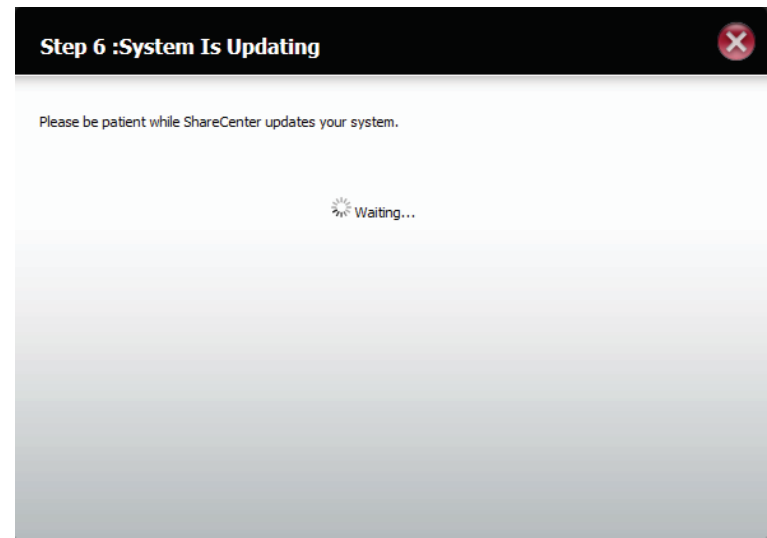 Step 6 :System Is Updating
Please be patient while ShareCenter updates your system.
Waiting...